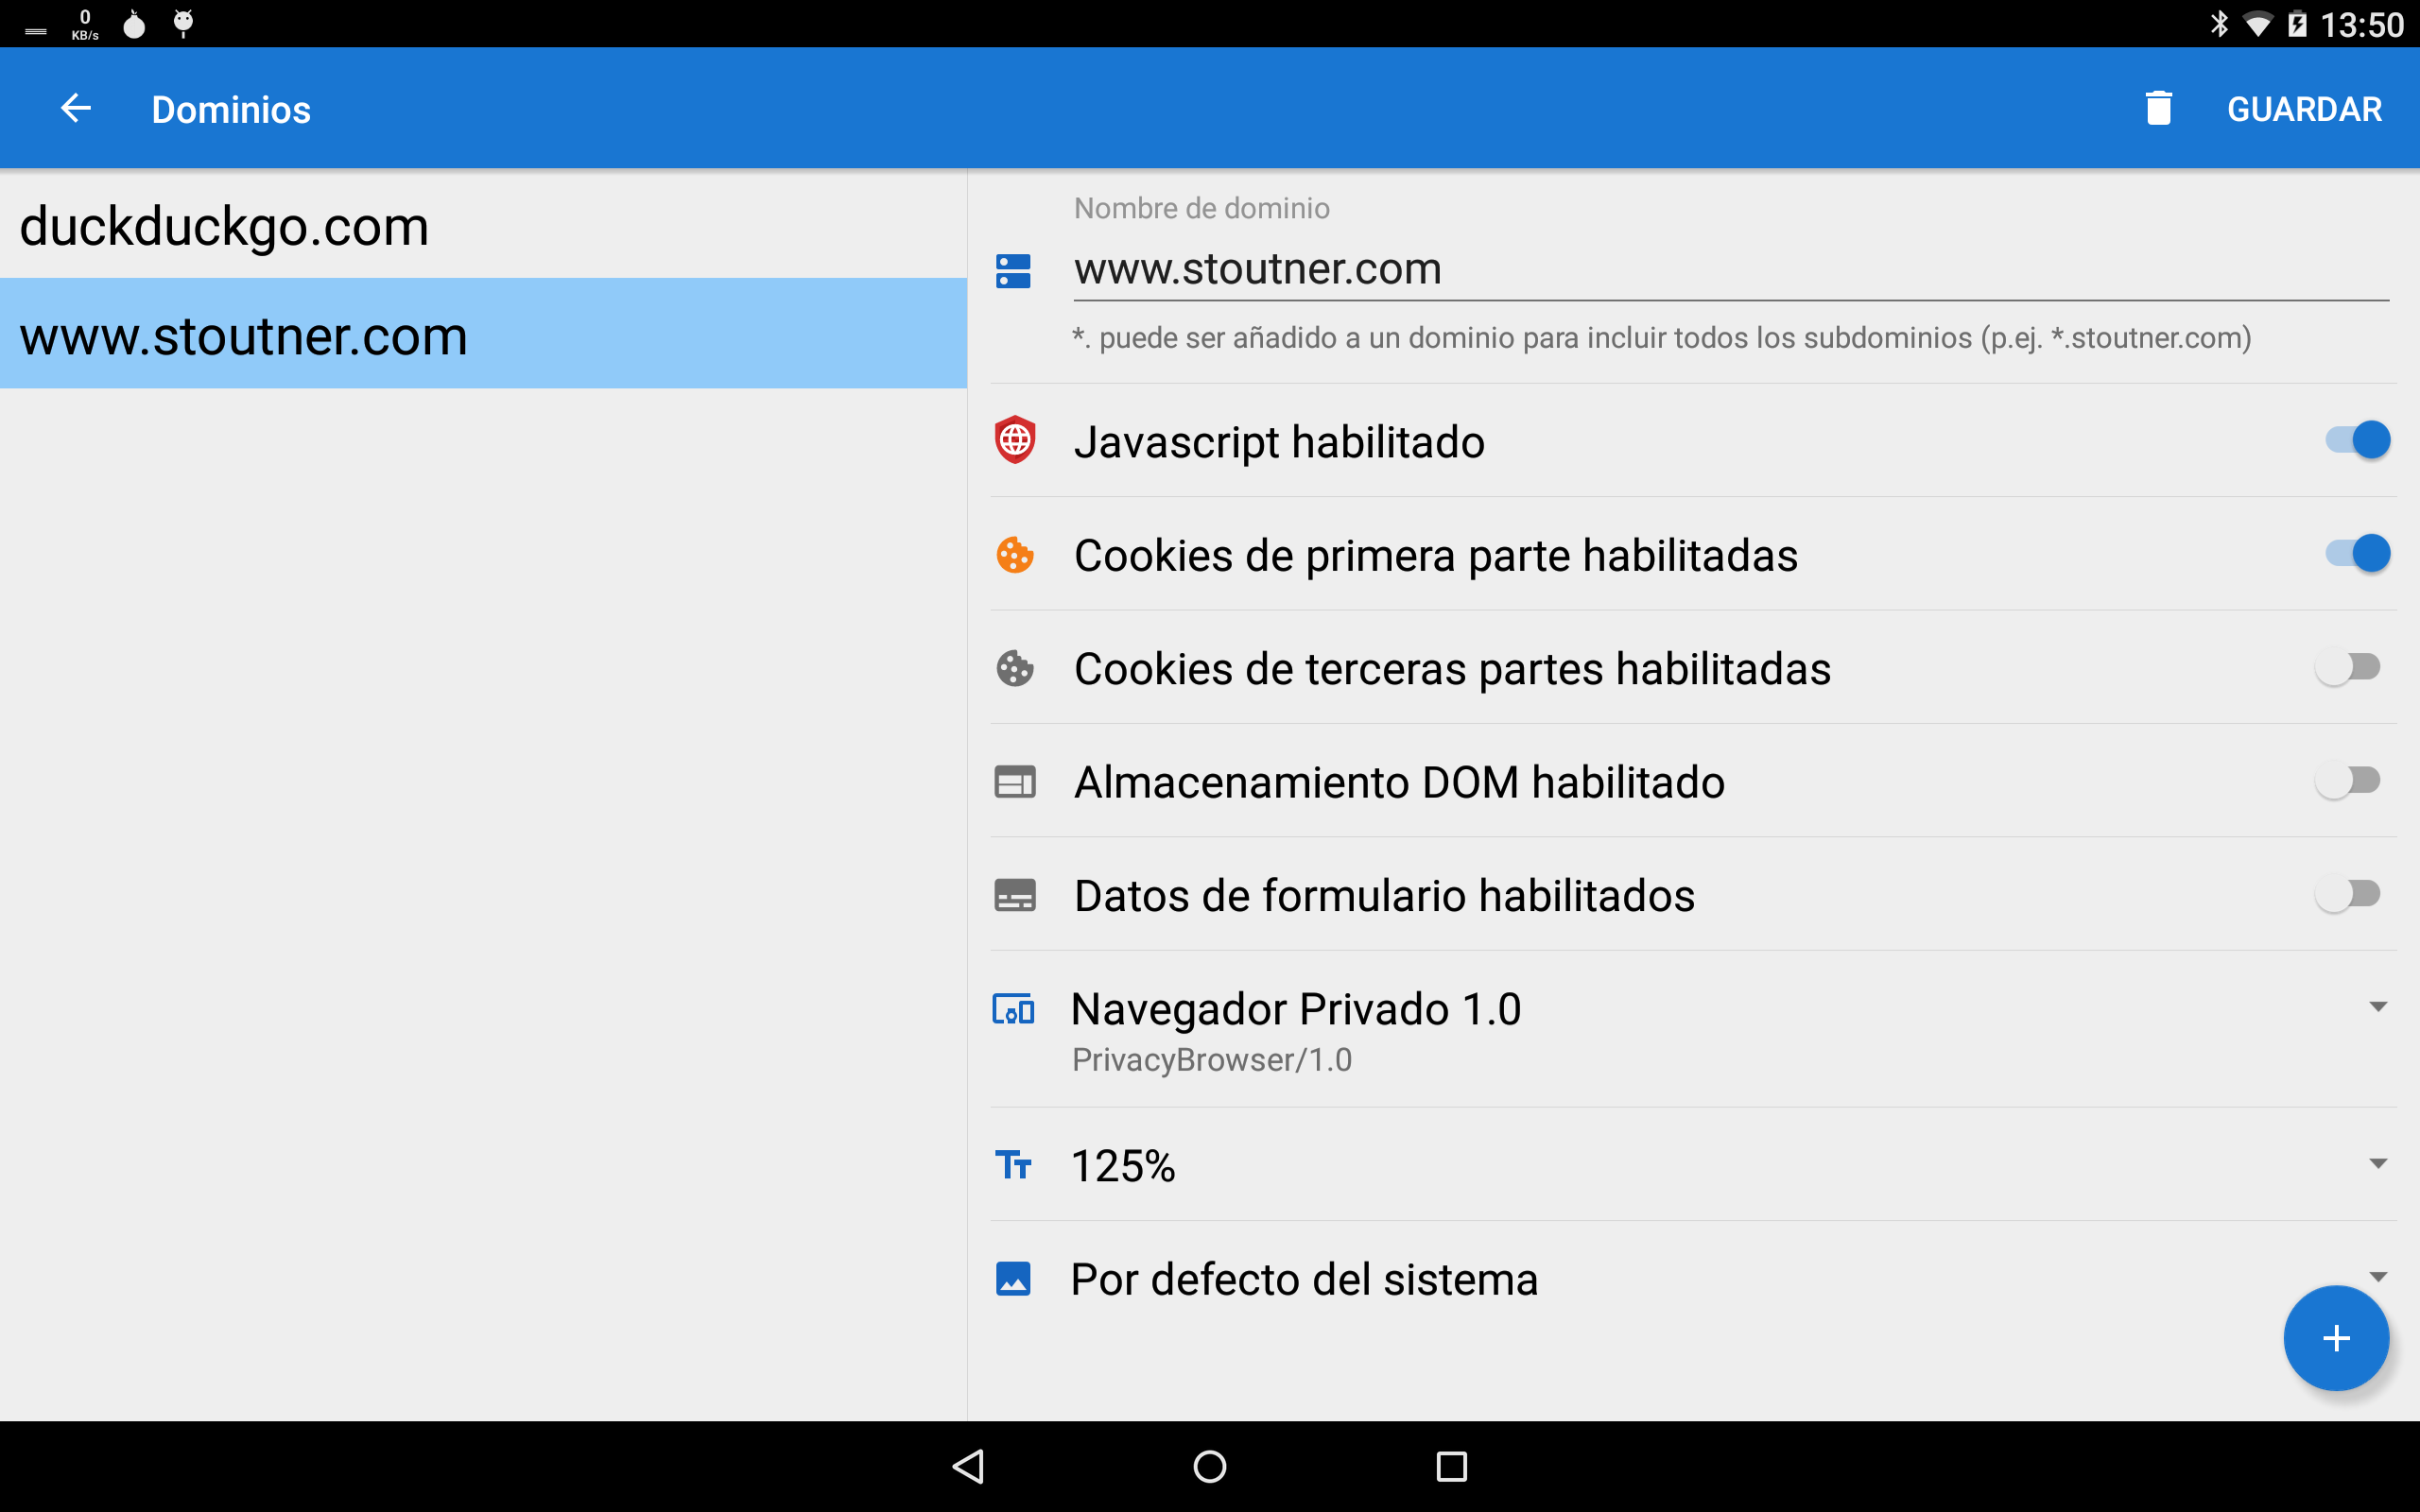 0
KB/s
13:50
Dominios
GUARDAR
duckduckgo.com
www.stoutner.com
Nombre de dominio
www.stoutner.com
*. puede ser añadido a un dominio para incluir todos los subdominios (p.ej. *.stoutner.com)
Javascript habilitado
Cookies de primera parte habilitadas
Cookies de terceras partes habilitadas
Almacenamiento DOM habilitado
Datos de formulario habilitados
Navegador Privado 1.0
PrivacyBrowser/1.0
125%
Por defecto del sistema